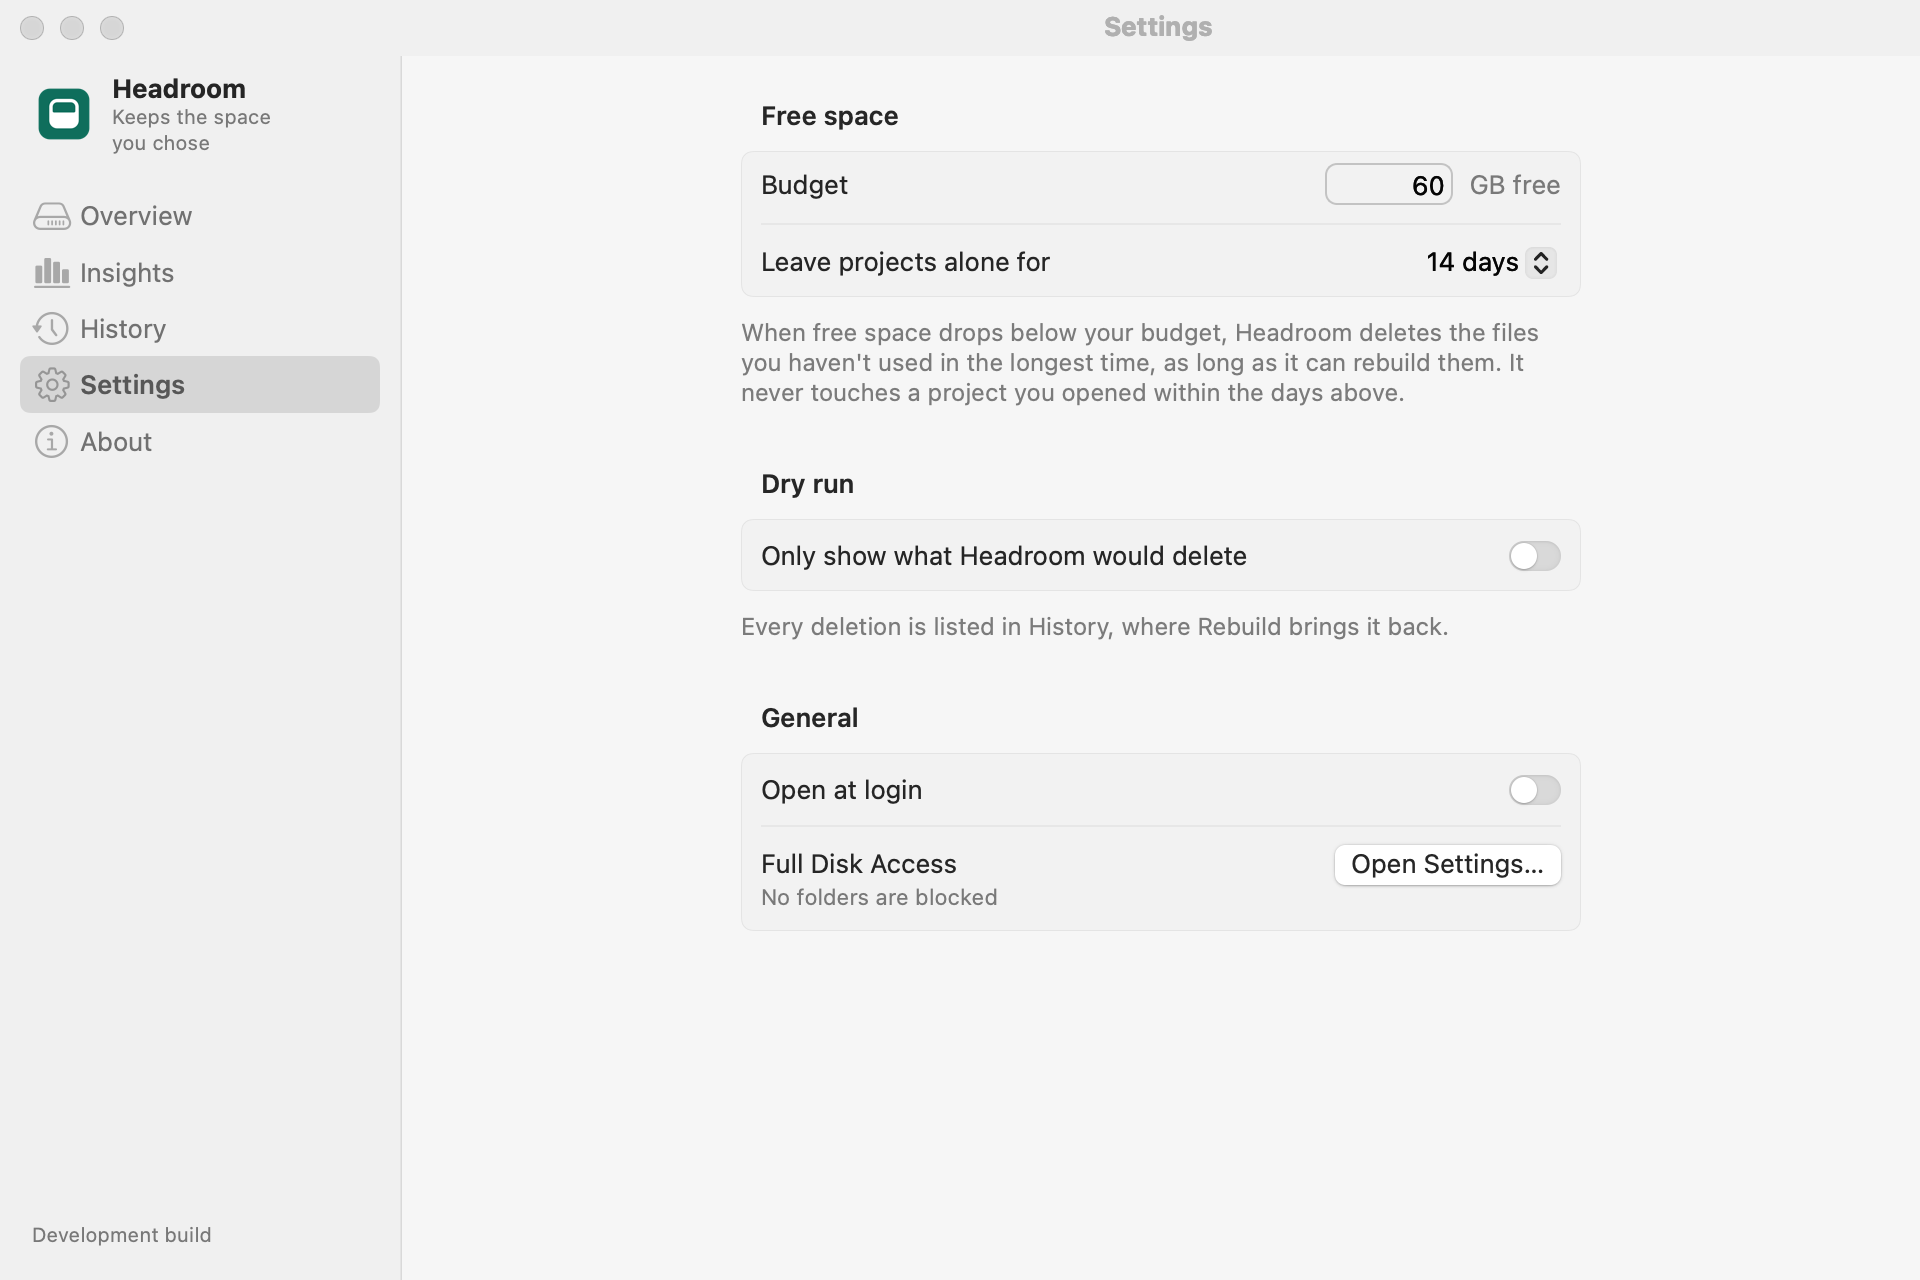 Settings
Headroom
Keeps the space
you chose
Overview
Insights
History
Settings
About
Development build
Free space
Budget 60 GB free
Leave projects alone for 14 days
When free space drops below your budget, Headroom deletes the files
you haven't used in the longest time, as long as it can rebuild them. It
never touches a project you opened within the days above.
Dry run
Only show what Headroom would delete
Every deletion is listed in History, where Rebuild brings it back.
General
Open at login
Full Disk Access Open Settings...
No folders are blocked